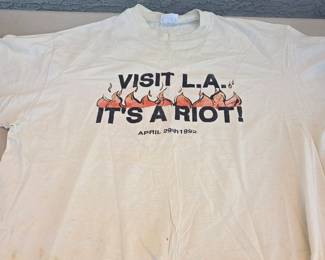 VISIT L.A.
IT'S A RIOT!
APRIL 29th 1992